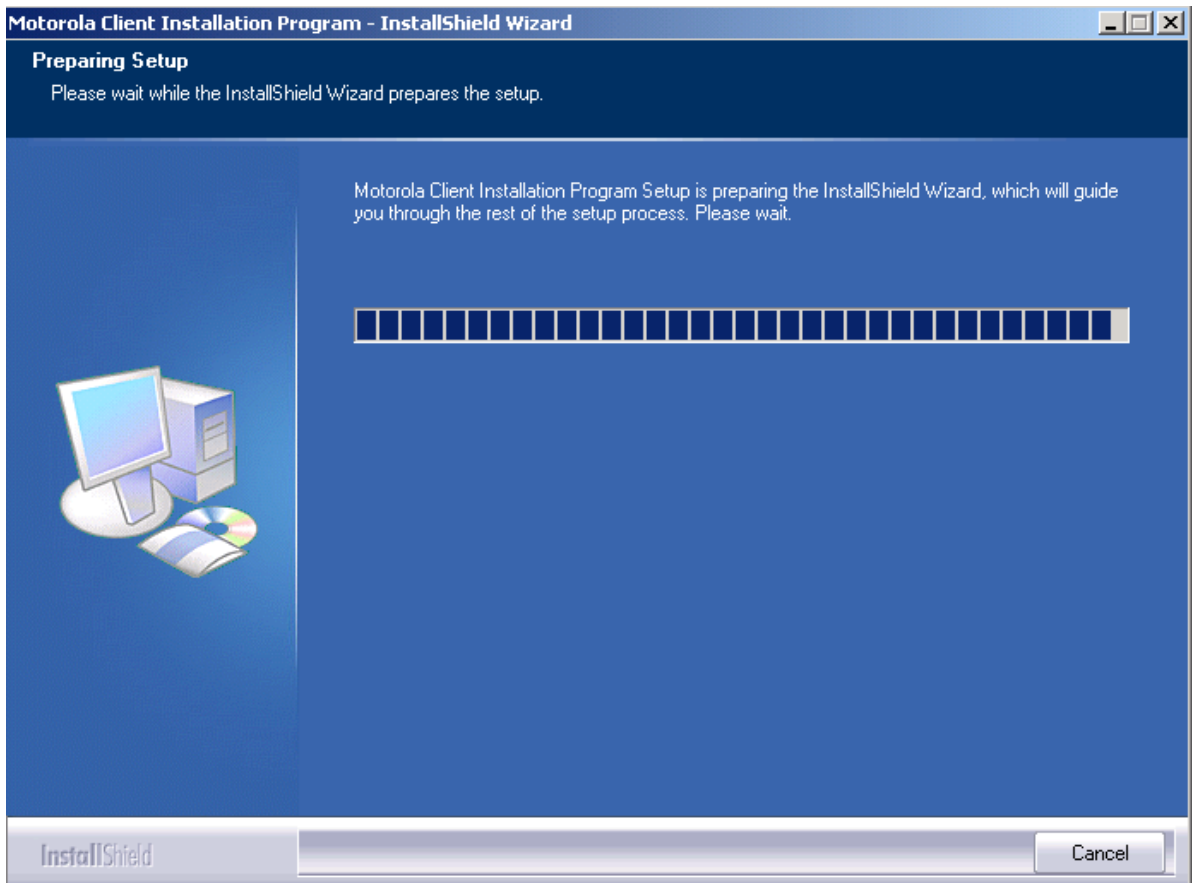 Motorola Client Installation Program - InstallShield Wizard
Preparing Setup
Please wait while the InstallShield Wizard prepares the setup.
Motorola Client Installation Program Setup is preparing the InstallShield Wizard, which will guide
you through the rest of the setup process. Please wait.
InstallShield
Cancel